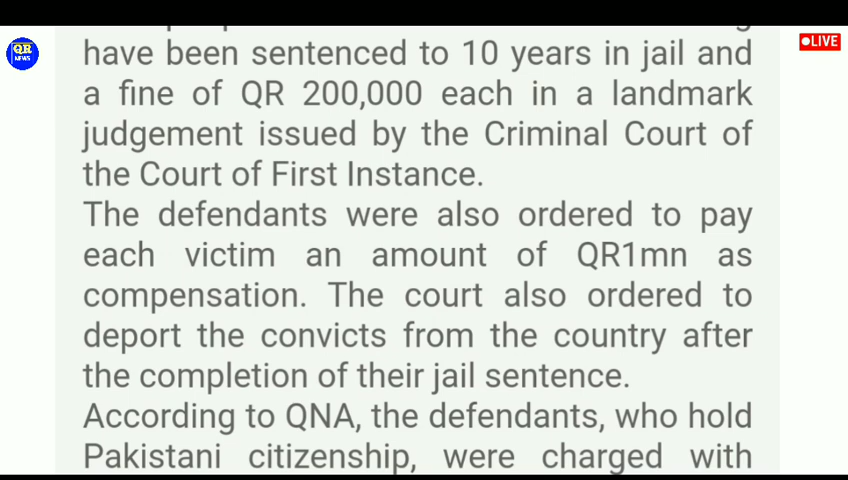 QR
NEWS
LIVE
have been sentenced to 10 years in jail and
a fine of QR 200,000 each in a landmark
judgement issued by the Criminal Court of
the Court of First Instance.
The defendants were also ordered to pay
each victim an amount of QR1mn as
compensation. The court also ordered to
deport the convicts from the country after
the completion of their jail sentence.
According to QNA, the defendants, who hold
Pakistani citizenship, were charged with